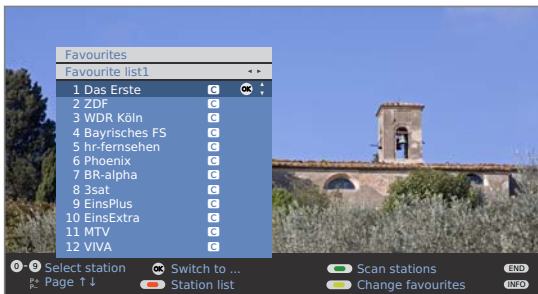 Favourites
Favourite list1
1 Das Erste C OK
2 ZDF C
3 WDR Köln C
4 Bayrisches FS C
5 hr-fernsehen C
6 Phoenix C
7 BR-alpha C
8 3sat C
9 EinsPlus C
10 EinsExtra C
11 MTV C
12 VIVA C
0-9 Select station OK Switch to ... Scan stations END
P+ P- Page ↑↓ Station list Change favourites INFO